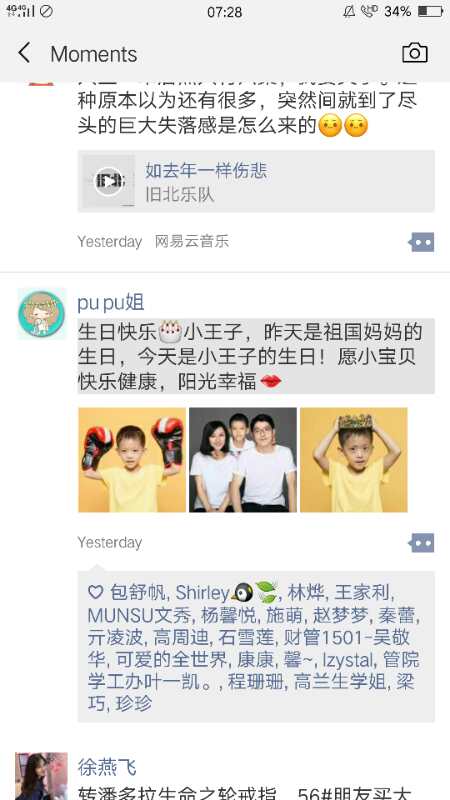 4G 4G
07:28
HD
34%
Moments
种原本以为还有很多，突然间就到了尽
头的巨大失落感是怎么来的😚😚
如去年一样伤悲
旧北乐队
Yesterday 网易云音乐
pu pu姐
生日快乐🎂小王子，昨天是祖国妈妈的
生日，今天是小王子的生日！愿小宝贝
快乐健康，阳光幸福💋
Yesterday
包舒帆, Shirley🐧🍃, 林烨, 王家利,
MUNSU文秀, 杨馨悦, 施萌, 赵梦梦, 秦蕾,
亓凌波, 高周迪, 石雪莲, 财管1501-吴敬
华, 可爱的全世界, 康康, 馨~, lzystal, 管院
学工办叶一凯。, 程珊珊, 高兰生学姐, 梁
巧, 珍珍
徐燕飞
转潘多拉生命之轮戒指，56#朋友买大